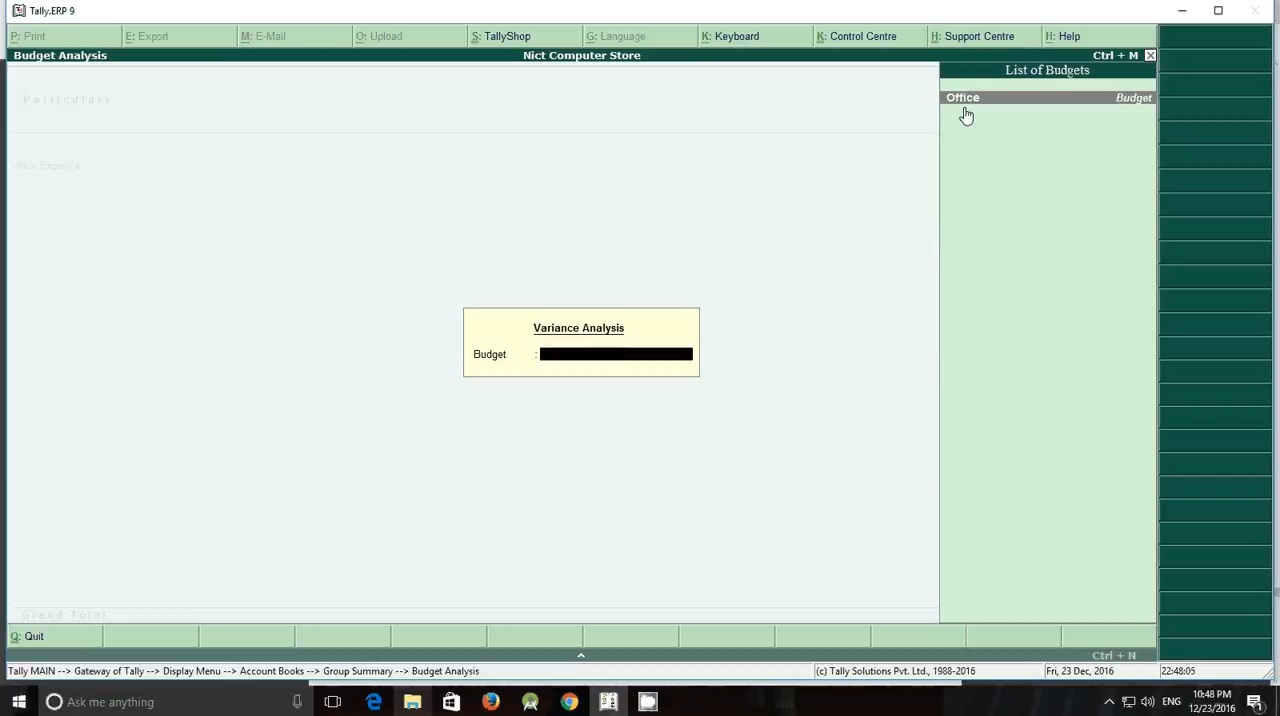 Tally.ERP 9
P: Print E: Export M: E-Mail O: Upload S: TallyShop G: Language K: Keyboard K: Control Centre H: Support Centre H: Help
Budget Analysis Nict Computer Store Ctrl + M
List of Budgets
Particulars
Office Budget
Variance Analysis
Budget :
Grand Total
Q: Quit
Ctrl + N
Tally MAIN --> Gateway of Tally --> Display Menu --> Account Books --> Group Summary --> Budget Analysis (c) Tally Solutions Pvt. Ltd., 1988-2016 Fri, 23 Dec, 2016 22:48:05
Ask me anything ENG 10:48 PM
12/23/2016